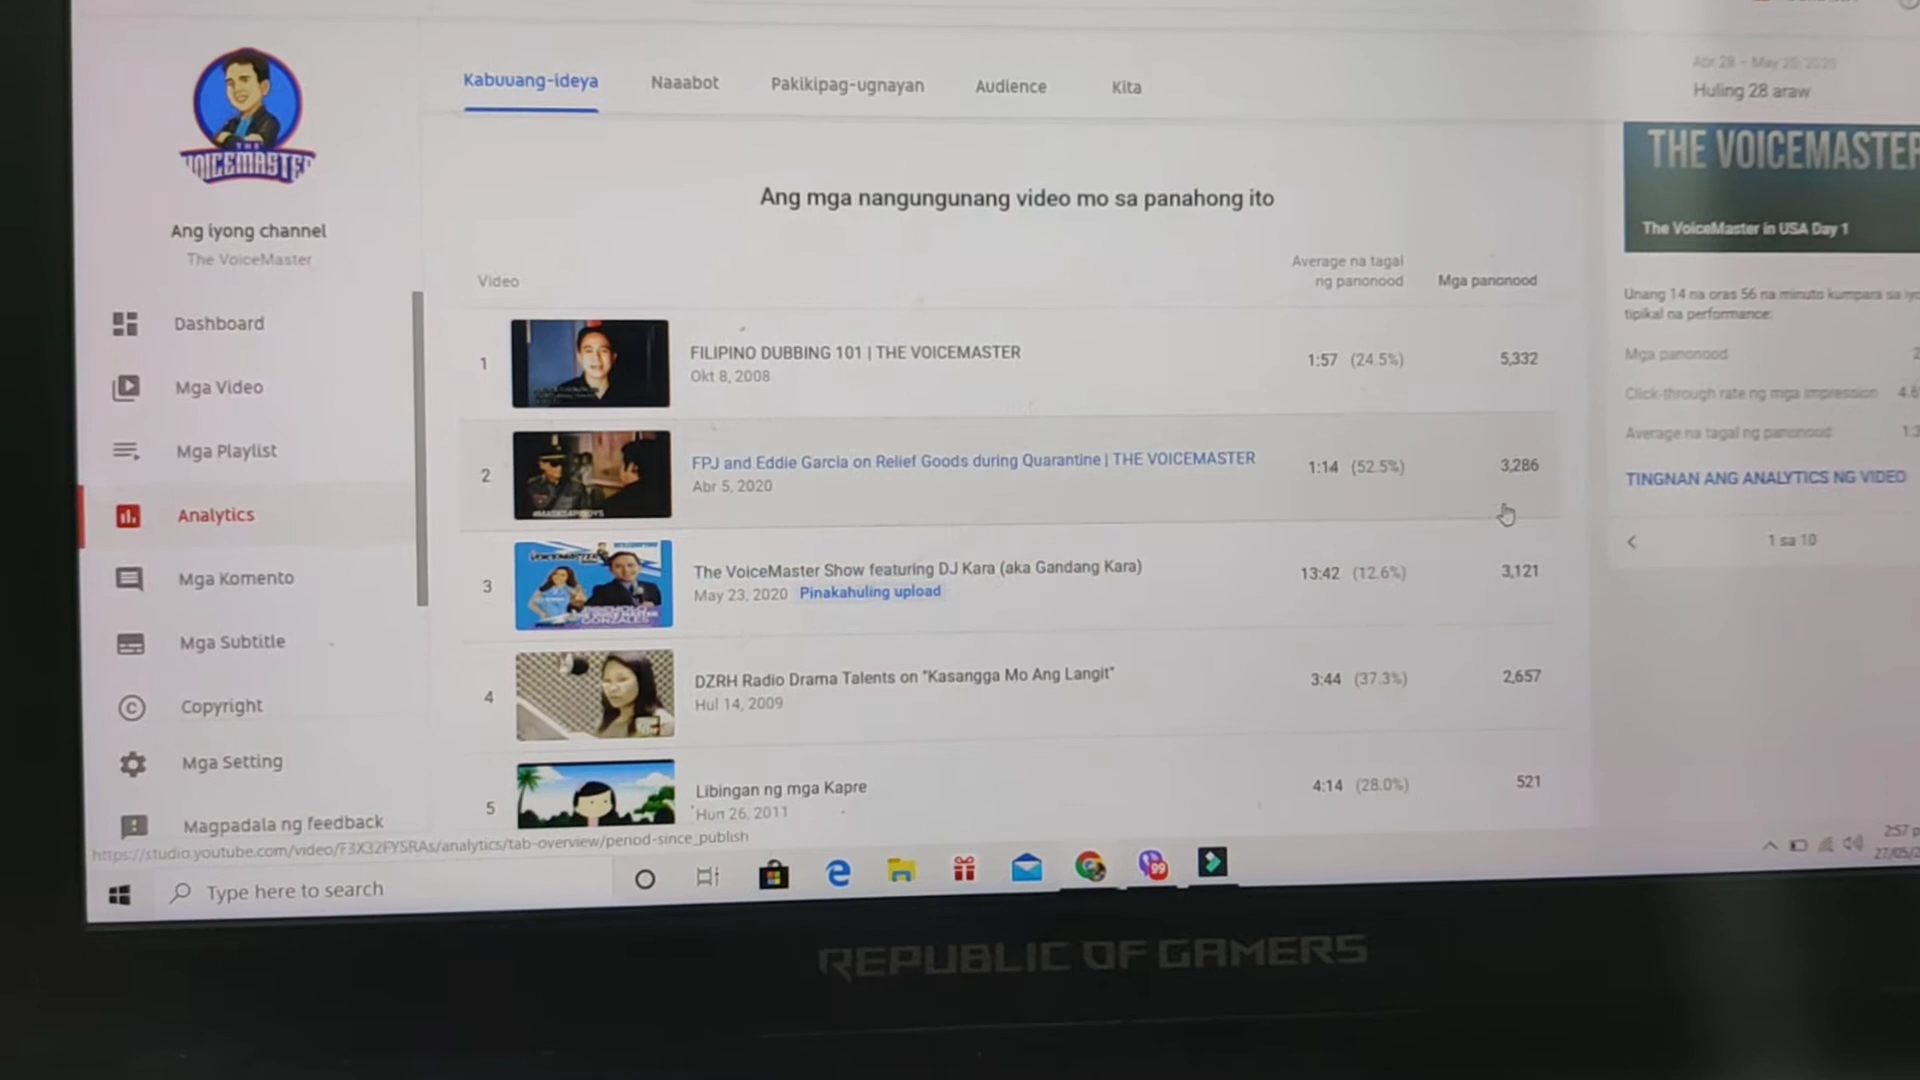 THE
VOICEMASTER
Ang iyong channel
The VoiceMaster
Dashboard
Mga Video
Mga Playlist
Analytics
Mga Komento
Mga Subtitle
Copyright
Mga Setting
Magpadala ng feedback
Kabuuang-ideya
Naaabot
Pakikipag-ugnayan
Audience
Kita
Ang mga nangungunang video mo sa panahong ito
Video
Average na tagal
ng panonood
Mga panonood
1
FILIPINO DUBBING 101 | THE VOICEMASTER
Okt 8, 2008
1:57 (24.5%)
5,332
2
FPJ and Eddie Garcia on Relief Goods during Quarantine | THE VOICEMASTER
Abr 5, 2020
1:14 (52.5%)
3,286
3
The VoiceMaster Show featuring DJ Kara (aka Gandang Kara)
May 23, 2020 Pinakahuling upload
13:42 (12.6%)
3,121
4
DZRH Radio Drama Talents on "Kasangga Mo Ang Langit"
Hul 14, 2009
3:44 (37.3%)
2,657
5
Libingan ng mga Kapre
Hun 26, 2011
4:14 (28.0%)
521
Abr 28 – May 25, 2020
Huling 28 araw
THE VOICEMASTER
The VoiceMaster in USA Day 1
Unang 14 na oras 56 na minuto kumpara sa
tipikal na performance:
Mga panonood
Click-through rate ng mga impression
Average na tagal ng panonood
TINGNAN ANG ANALYTICS NG VIDEO
1 sa 10
https://studio.youtube.com/video/F3X32FYSRAs/analytics/tab-overview/period-since_publish
Type here to search
99
2:57
27/05/2
REPUBLIC OF GAMERS